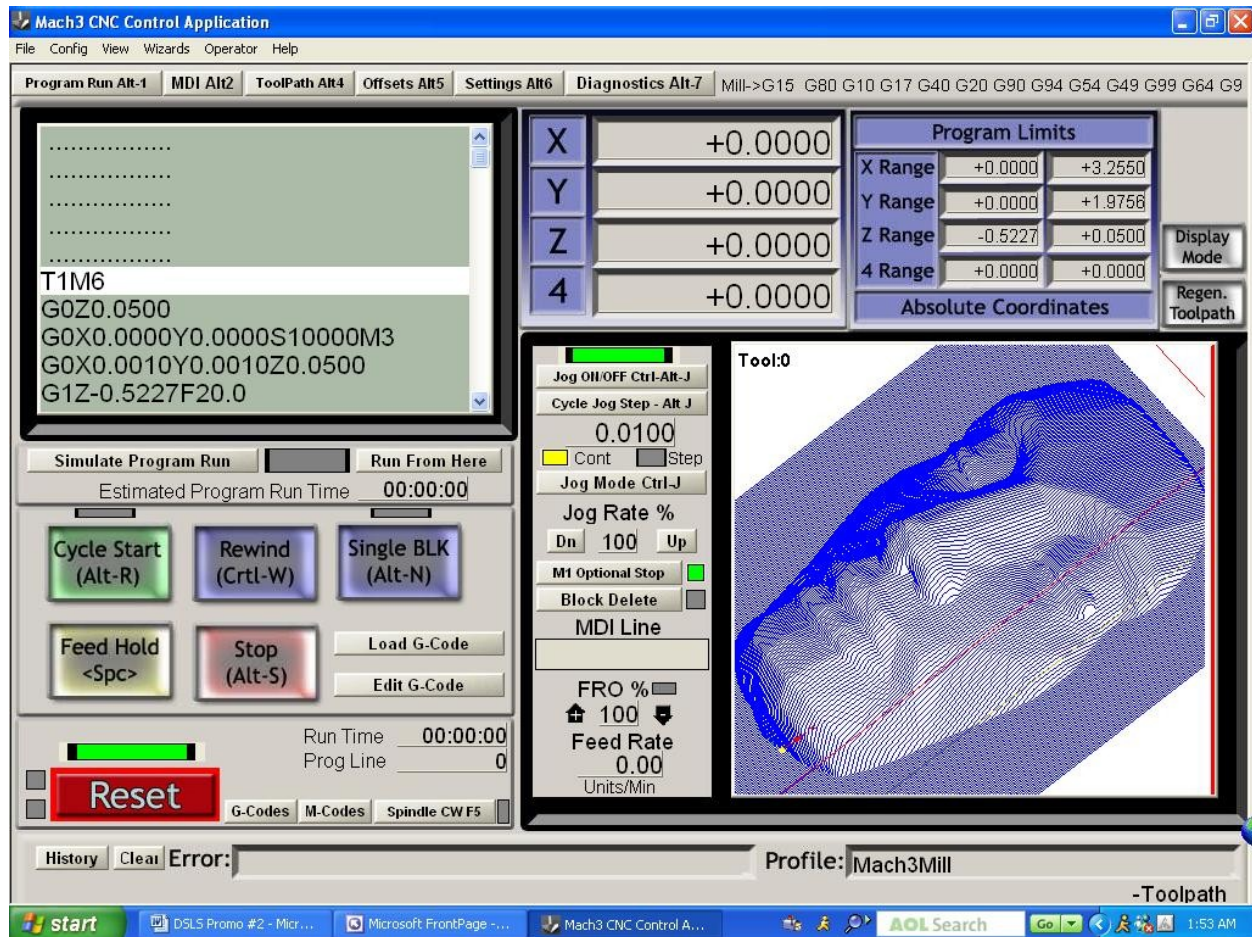 Mach3 CNC Control Application
File Config View Wizards Operator Help
Program Run Alt-1 MDI Alt2 ToolPath Alt4 Offsets Alt5 Settings Alt6 Diagnostics Alt-7 Mill->G15 G80 G10 G17 G40 G20 G90 G94 G54 G49 G99 G64 G9
.................
.................
.................
.................
.................
T1M6
G0Z0.0500
G0X0.0000Y0.0000S10000M3
G0X0.0010Y0.0010Z0.0500
G1Z-0.5227F20.0
X +0.0000
Y +0.0000
Z +0.0000
4 +0.0000
Program Limits
X Range +0.0000 +3.2550
Y Range +0.0000 +1.9756
Z Range -0.5227 +0.0500
4 Range +0.0000 +0.0000
Absolute Coordinates
Display Mode
Regen. Toolpath
Simulate Program Run Run From Here
Estimated Program Run Time 00:00:00
Cycle Start (Alt-R)
Rewind (Crtl-W)
Single BLK (Alt-N)
Feed Hold <Spc>
Stop (Alt-S)
Load G-Code
Edit G-Code
Run Time 00:00:00
Prog Line 0
Reset
G-Codes M-Codes Spindle CW F5
Jog ON/OFF Ctrl-Alt-J
Cycle Jog Step - Alt J
0.0100
Cont Step
Jog Mode Ctrl-J
Jog Rate %
Dn 100 Up
M1 Optional Stop
Block Delete
MDI Line
FRO %
100
Feed Rate
0.00
Units/Min
Tool:0
History Clear Error: Profile: Mach3Mill
-Toolpath
start DSLS Promo #2 - Micr... Microsoft FrontPage -... Mach3 CNC Control A... AOL Search Go 1:53 AM